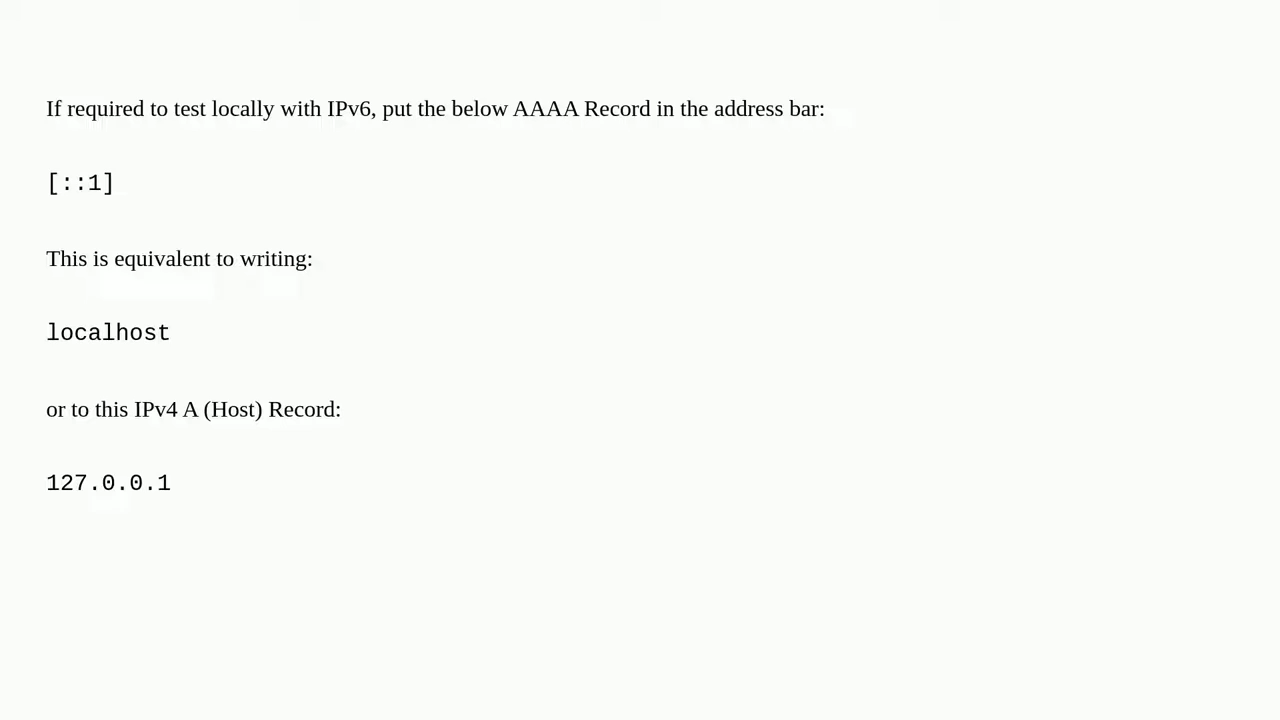 If required to test locally with IPv6, put the below AAAA Record in the address bar:
[::1]
This is equivalent to writing:
localhost
or to this IPv4 A (Host) Record:
127.0.0.1